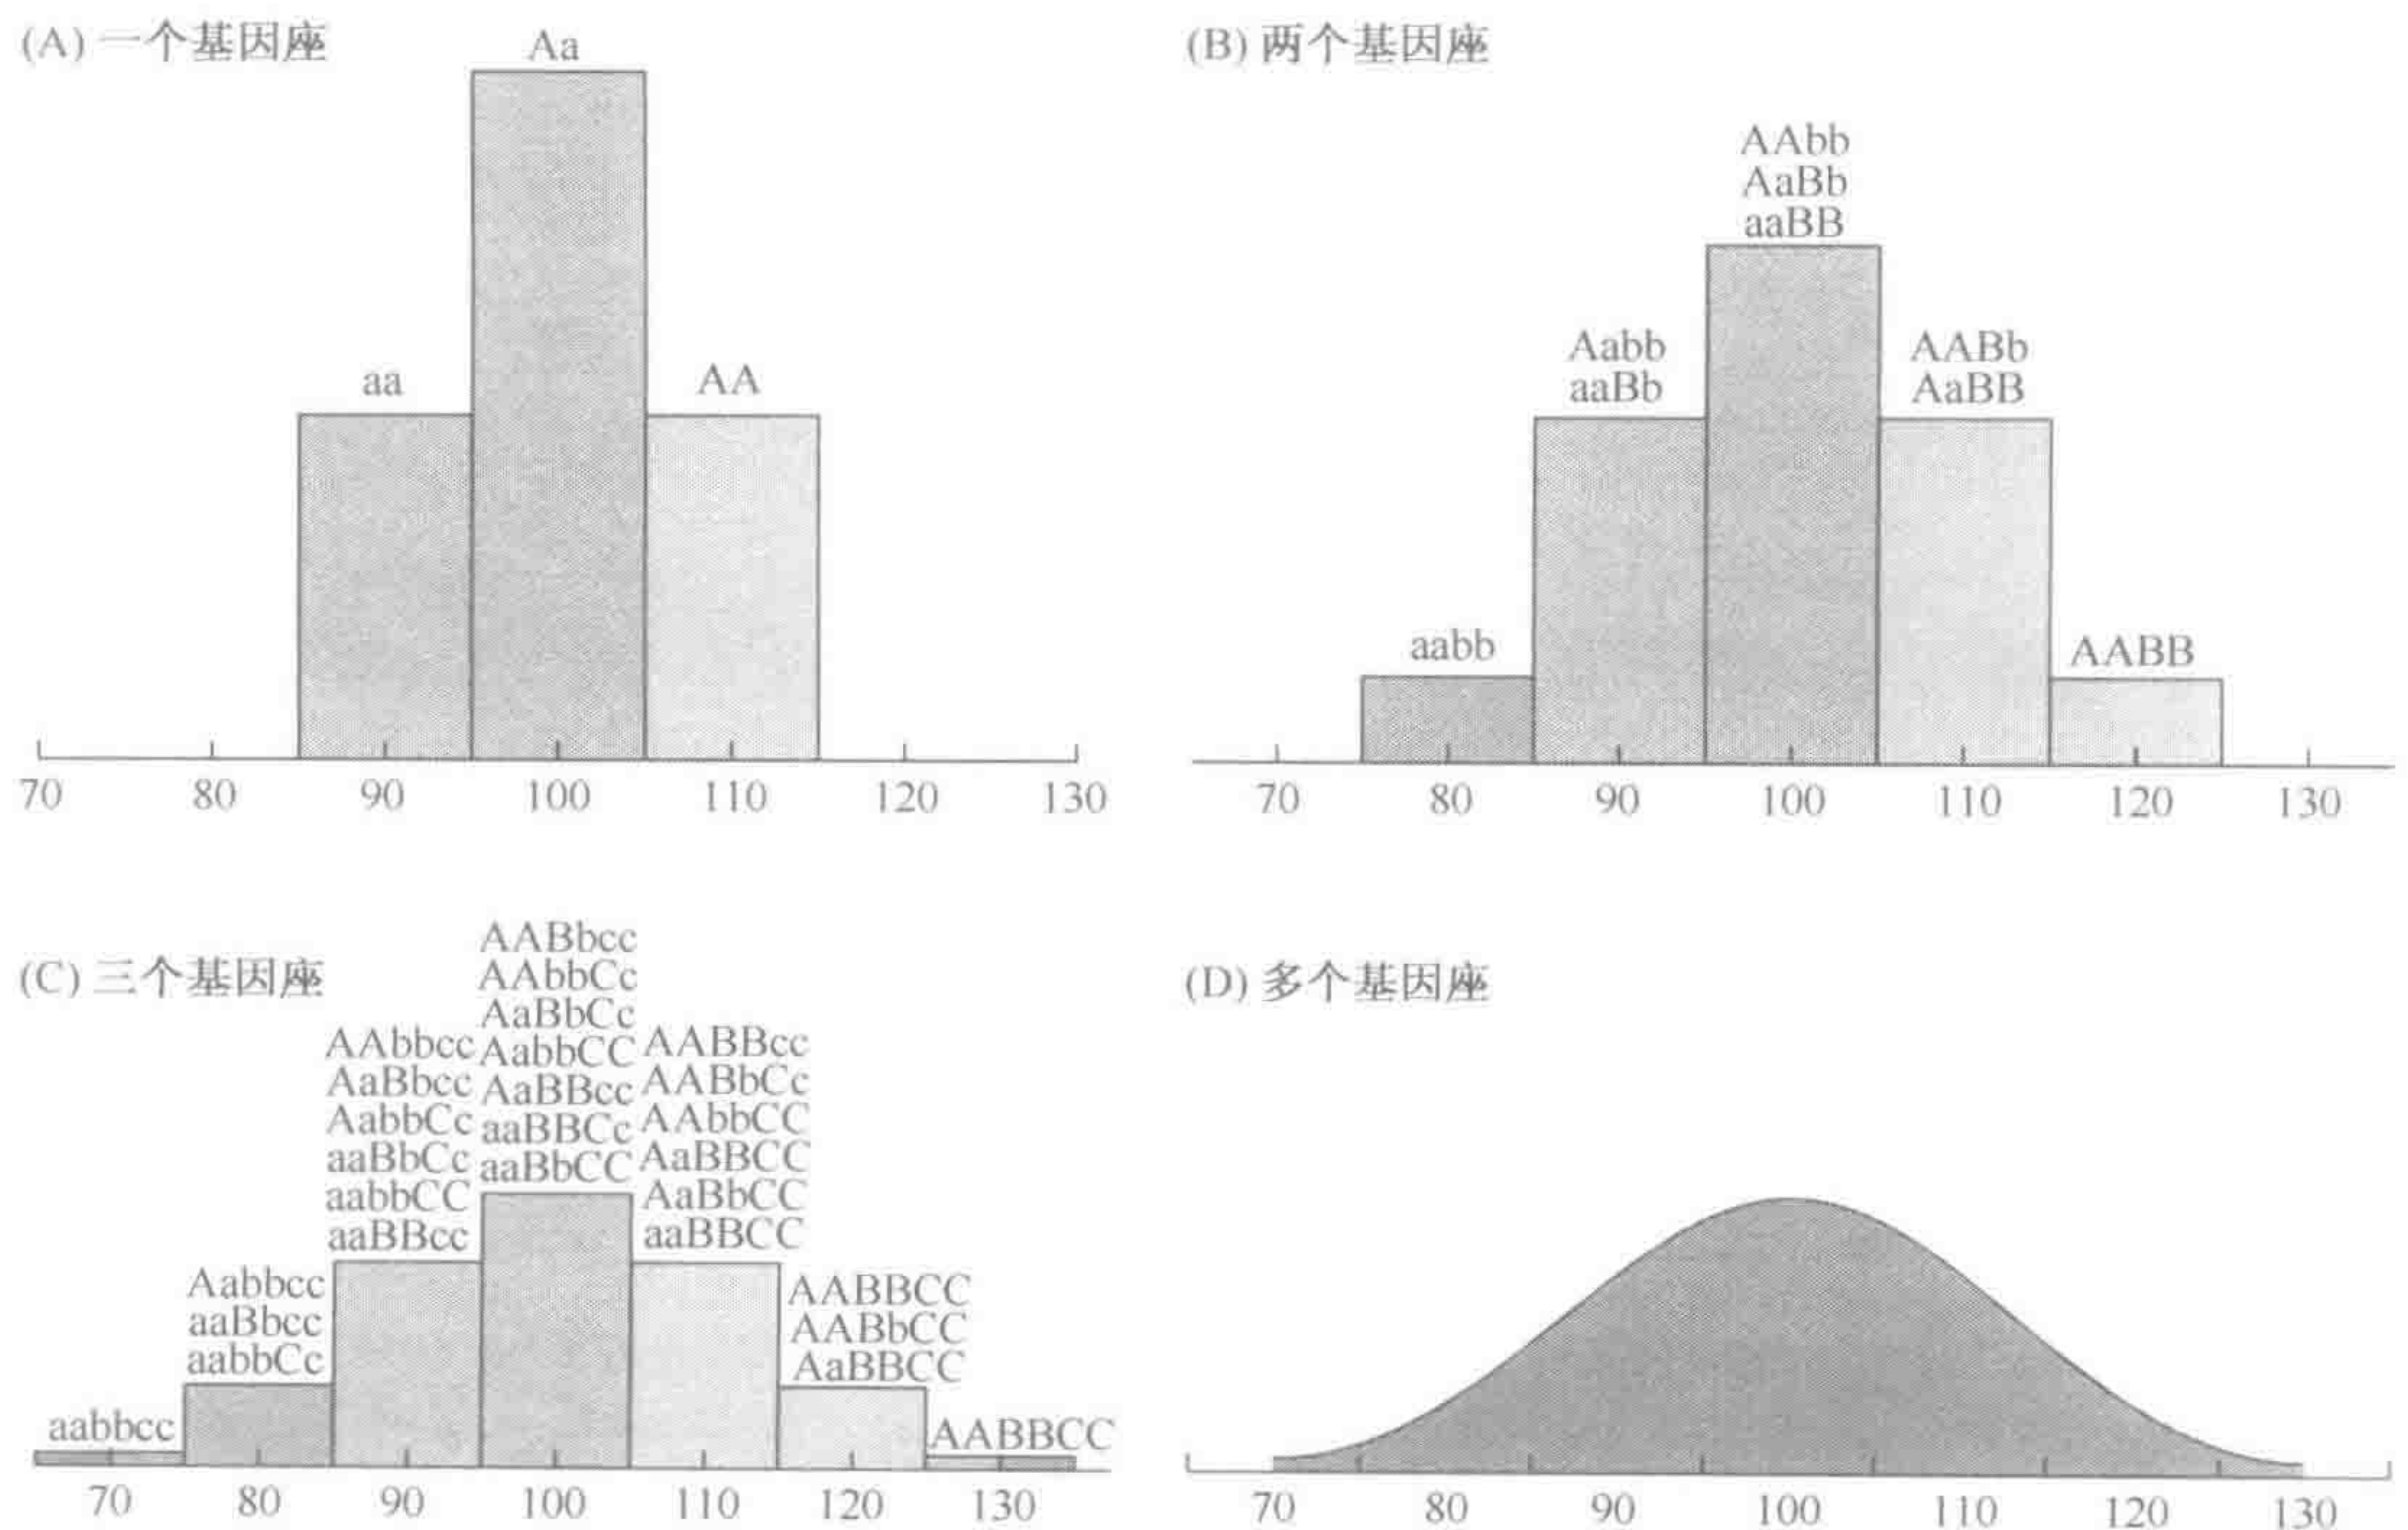 (A) 一个基因座
Aa
aa
AA
70 80 90 100 110 120 130
(B) 两个基因座
AAbb
AaBb
aaBB
Aabb
aaBb
AABb
AaBB
aabb
AABB
70 80 90 100 110 120 130
(C) 三个基因座
AABbcc
AAbbCc
AaBbCc
AabbCC
AaBBcc
aaBBCc
aaBbCC
AAbbcc
AaBbcc
AabbCc
aaBbCc
aabbCC
aaBBcc
AABBcc
AABbCc
AAbbCC
AaBBCC
AaBbCC
aaBBCC
Aabbcc
aaBbcc
aabbCc
AABBCC
AABbCC
AaBBCC
aabbcc
AABBCC
70 80 90 100 110 120 130
(D) 多个基因座
70 80 90 100 110 120 130